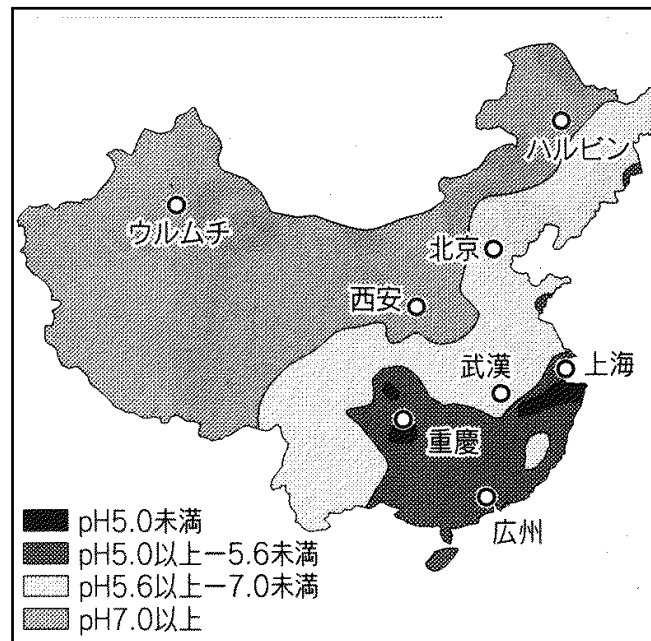 ハルビン
ウルムチ
北京
西安
武漢
上海
重慶
広州
pH5.0未満
pH5.0以上−5.6未満
pH5.6以上−7.0未満
pH7.0以上